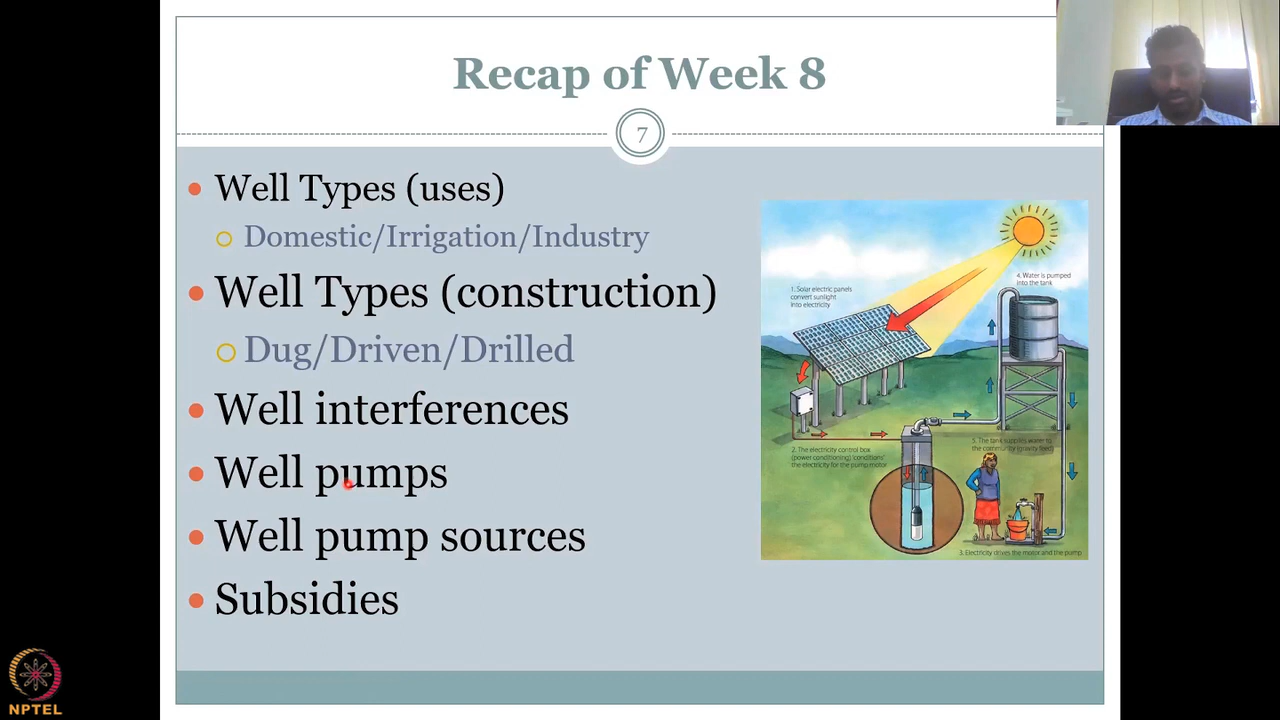 Recap of Week 8
7
Well Types (uses)
Domestic/Irrigation/Industry
Well Types (construction)
Dug/Driven/Drilled
Well interferences
Well pumps
Well pump sources
Subsidies
1. Solar electric panels
convert sunlight
into electricity
4. Water is pumped
into the tank
2. The electricity control box
(power conditioning) 'conditions'
the electricity for the pump/motor
5. The tank supplies water to
the community (gravity feed)
3. Electricity drives the motor and the pump
NPTEL